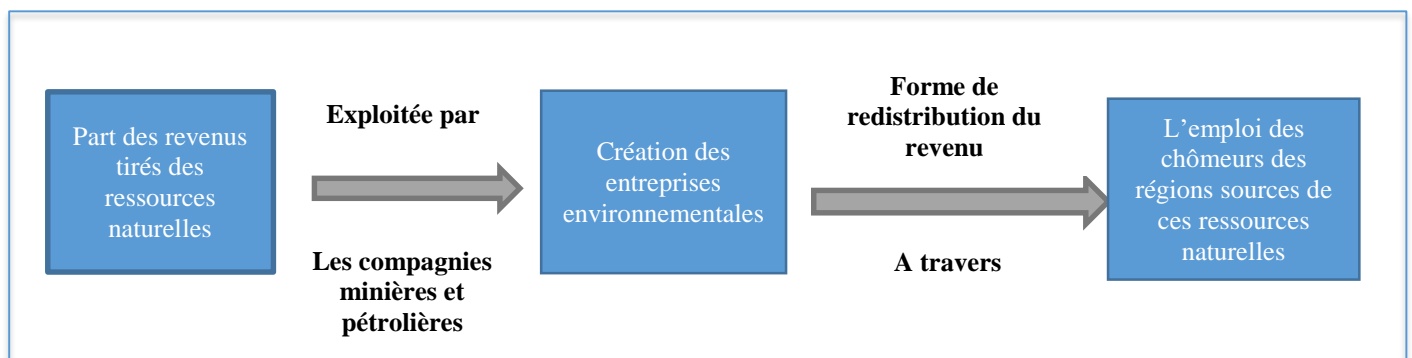 Part des revenus
tirés des
ressources
naturelles
Exploitée par
Les compagnies
minières et
pétrolières
Création des
entreprises
environnementales
Forme de
redistribution du
revenu
A travers
L’emploi des
chômeurs des
régions sources de
ces ressources
naturelles